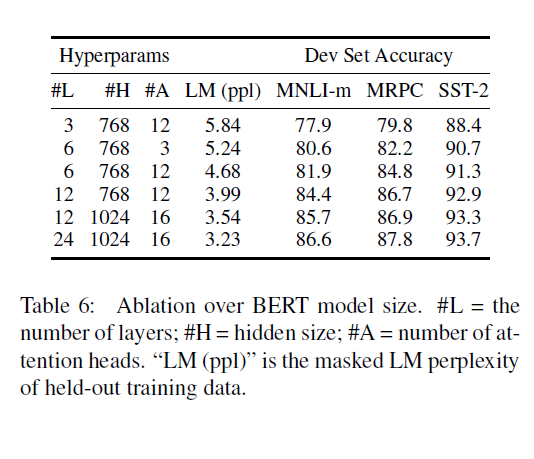 Hyperparams Dev Set Accuracy
#L #H #A LM (ppl) MNLI-m MRPC SST-2
3 768 12 5.84 77.9 79.8 88.4
6 768 3 5.24 80.6 82.2 90.7
6 768 12 4.68 81.9 84.8 91.3
12 768 12 3.99 84.4 86.7 92.9
12 1024 16 3.54 85.7 86.9 93.3
24 1024 16 3.23 86.6 87.8 93.7
Table 6: Ablation over BERT model size. #L = the
number of layers; #H = hidden size; #A = number of at-
tention heads. “LM (ppl)” is the masked LM perplexity
of held-out training data.